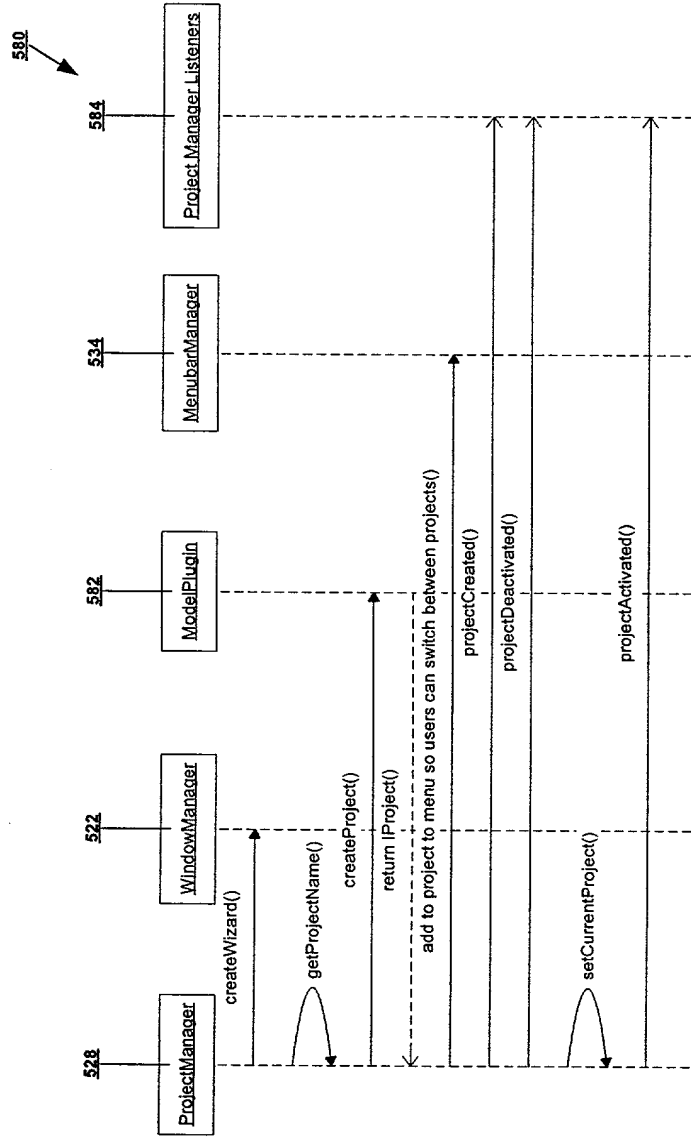 580
528
522
582
534
584
ProjectManager
WindowManager
ModelPlugin
MenubarManager
Project Manager Listeners
createWizard()
getProjectName()
createProject()
return IProject()
add to project to menu so users can switch between projects()
projectCreated()
projectDeactivated()
setCurrentProject()
projectActivated()